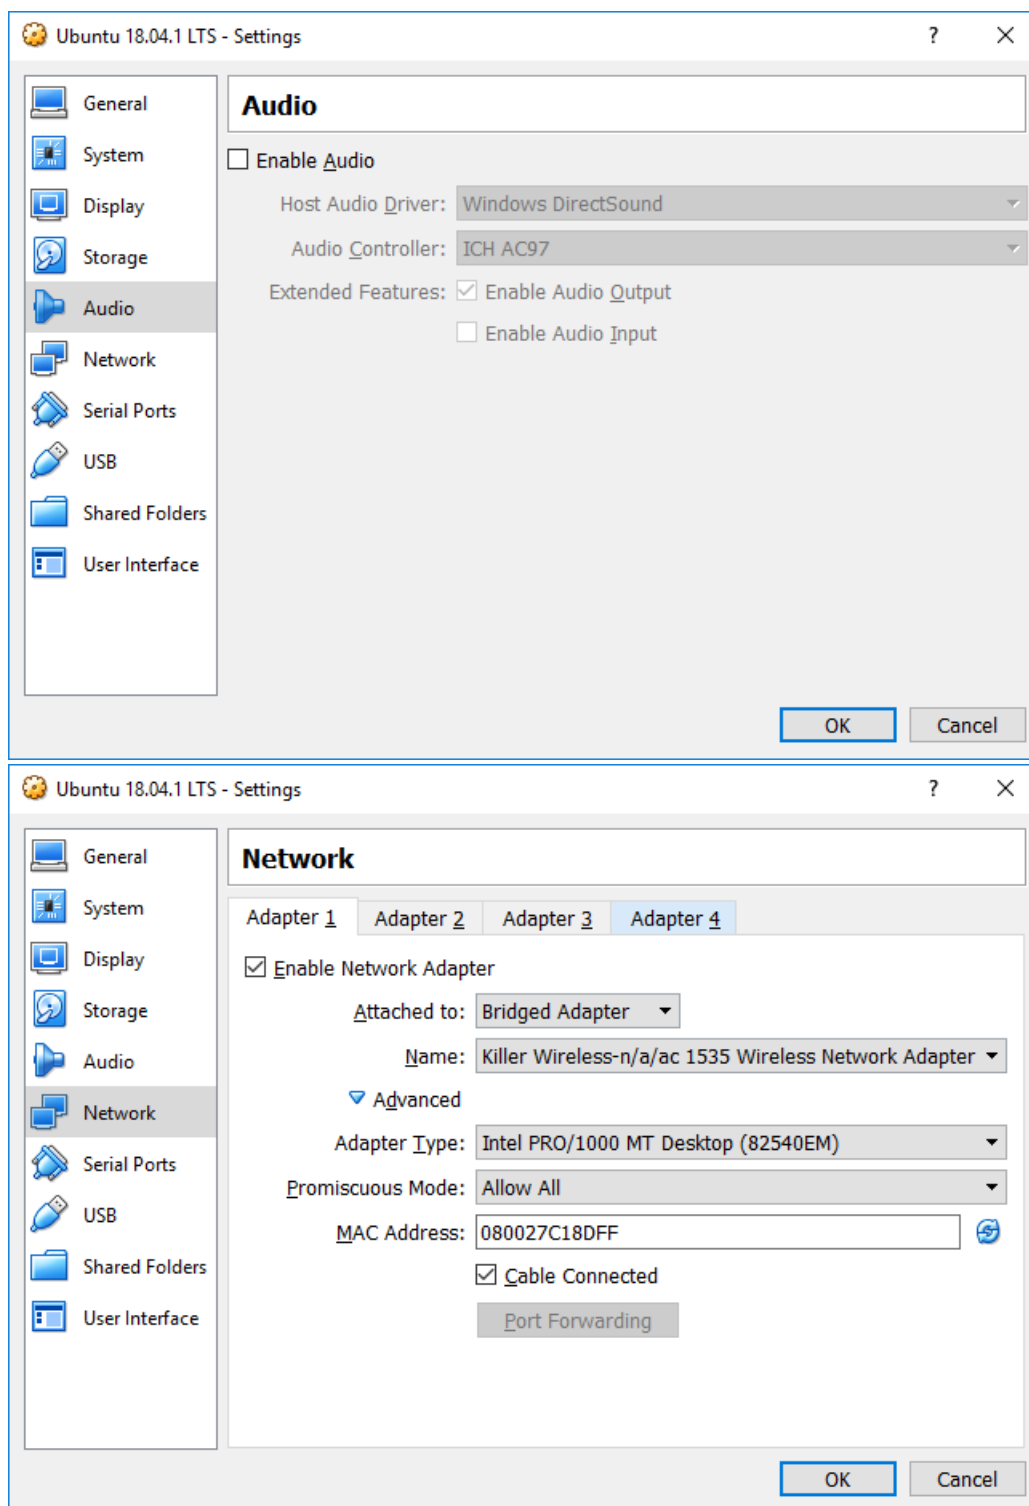 Ubuntu 18.04.1 LTS - Settings ?
General
System
Display
Storage
Audio
Network
Serial Ports
USB
Shared Folders
User Interface
Audio
Enable Audio
Host Audio Driver: Windows DirectSound
Audio Controller: ICH AC97
Extended Features: Enable Audio Output
Enable Audio Input
OK Cancel
Ubuntu 18.04.1 LTS - Settings ?
General
System
Display
Storage
Audio
Network
Serial Ports
USB
Shared Folders
User Interface
Network
Adapter 1 Adapter 2 Adapter 3 Adapter 4
Enable Network Adapter
Attached to: Bridged Adapter
Name: Killer Wireless-n/a/ac 1535 Wireless Network Adapter
Advanced
Adapter Type: Intel PRO/1000 MT Desktop (82540EM)
Promiscuous Mode: Allow All
MAC Address: 080027C18DFF
Cable Connected
Port Forwarding
OK Cancel